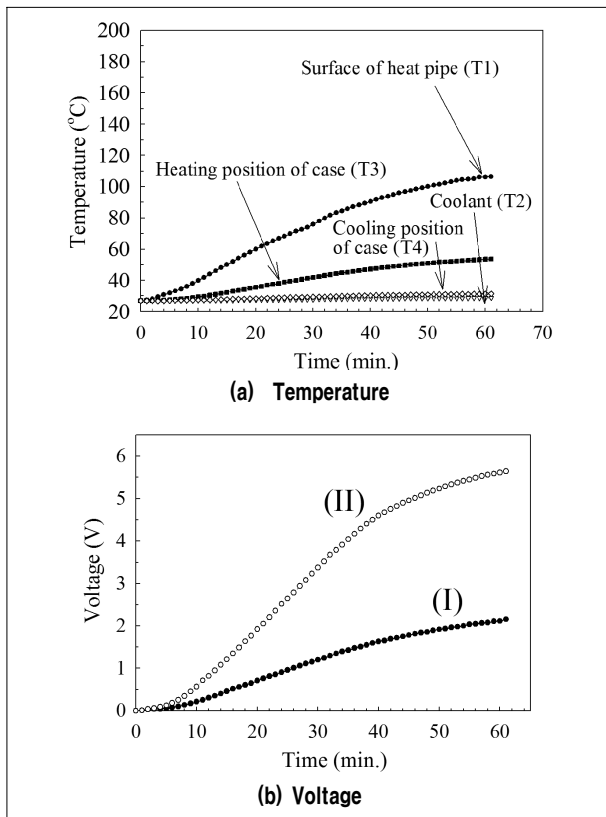 200
180
160
140
120
100
80
60
40
20
Temperature (°C)
Surface of heat pipe (T1)
Heating position of case (T3)
Coolant (T2)
Cooling position
of case (T4)
0 10 20 30 40 50 60 70
Time (min.)
(a) Temperature
6
5
4
3
2
1
0
Voltage (V)
(II)
(I)
0 10 20 30 40 50 60
Time (min.)
(b) Voltage